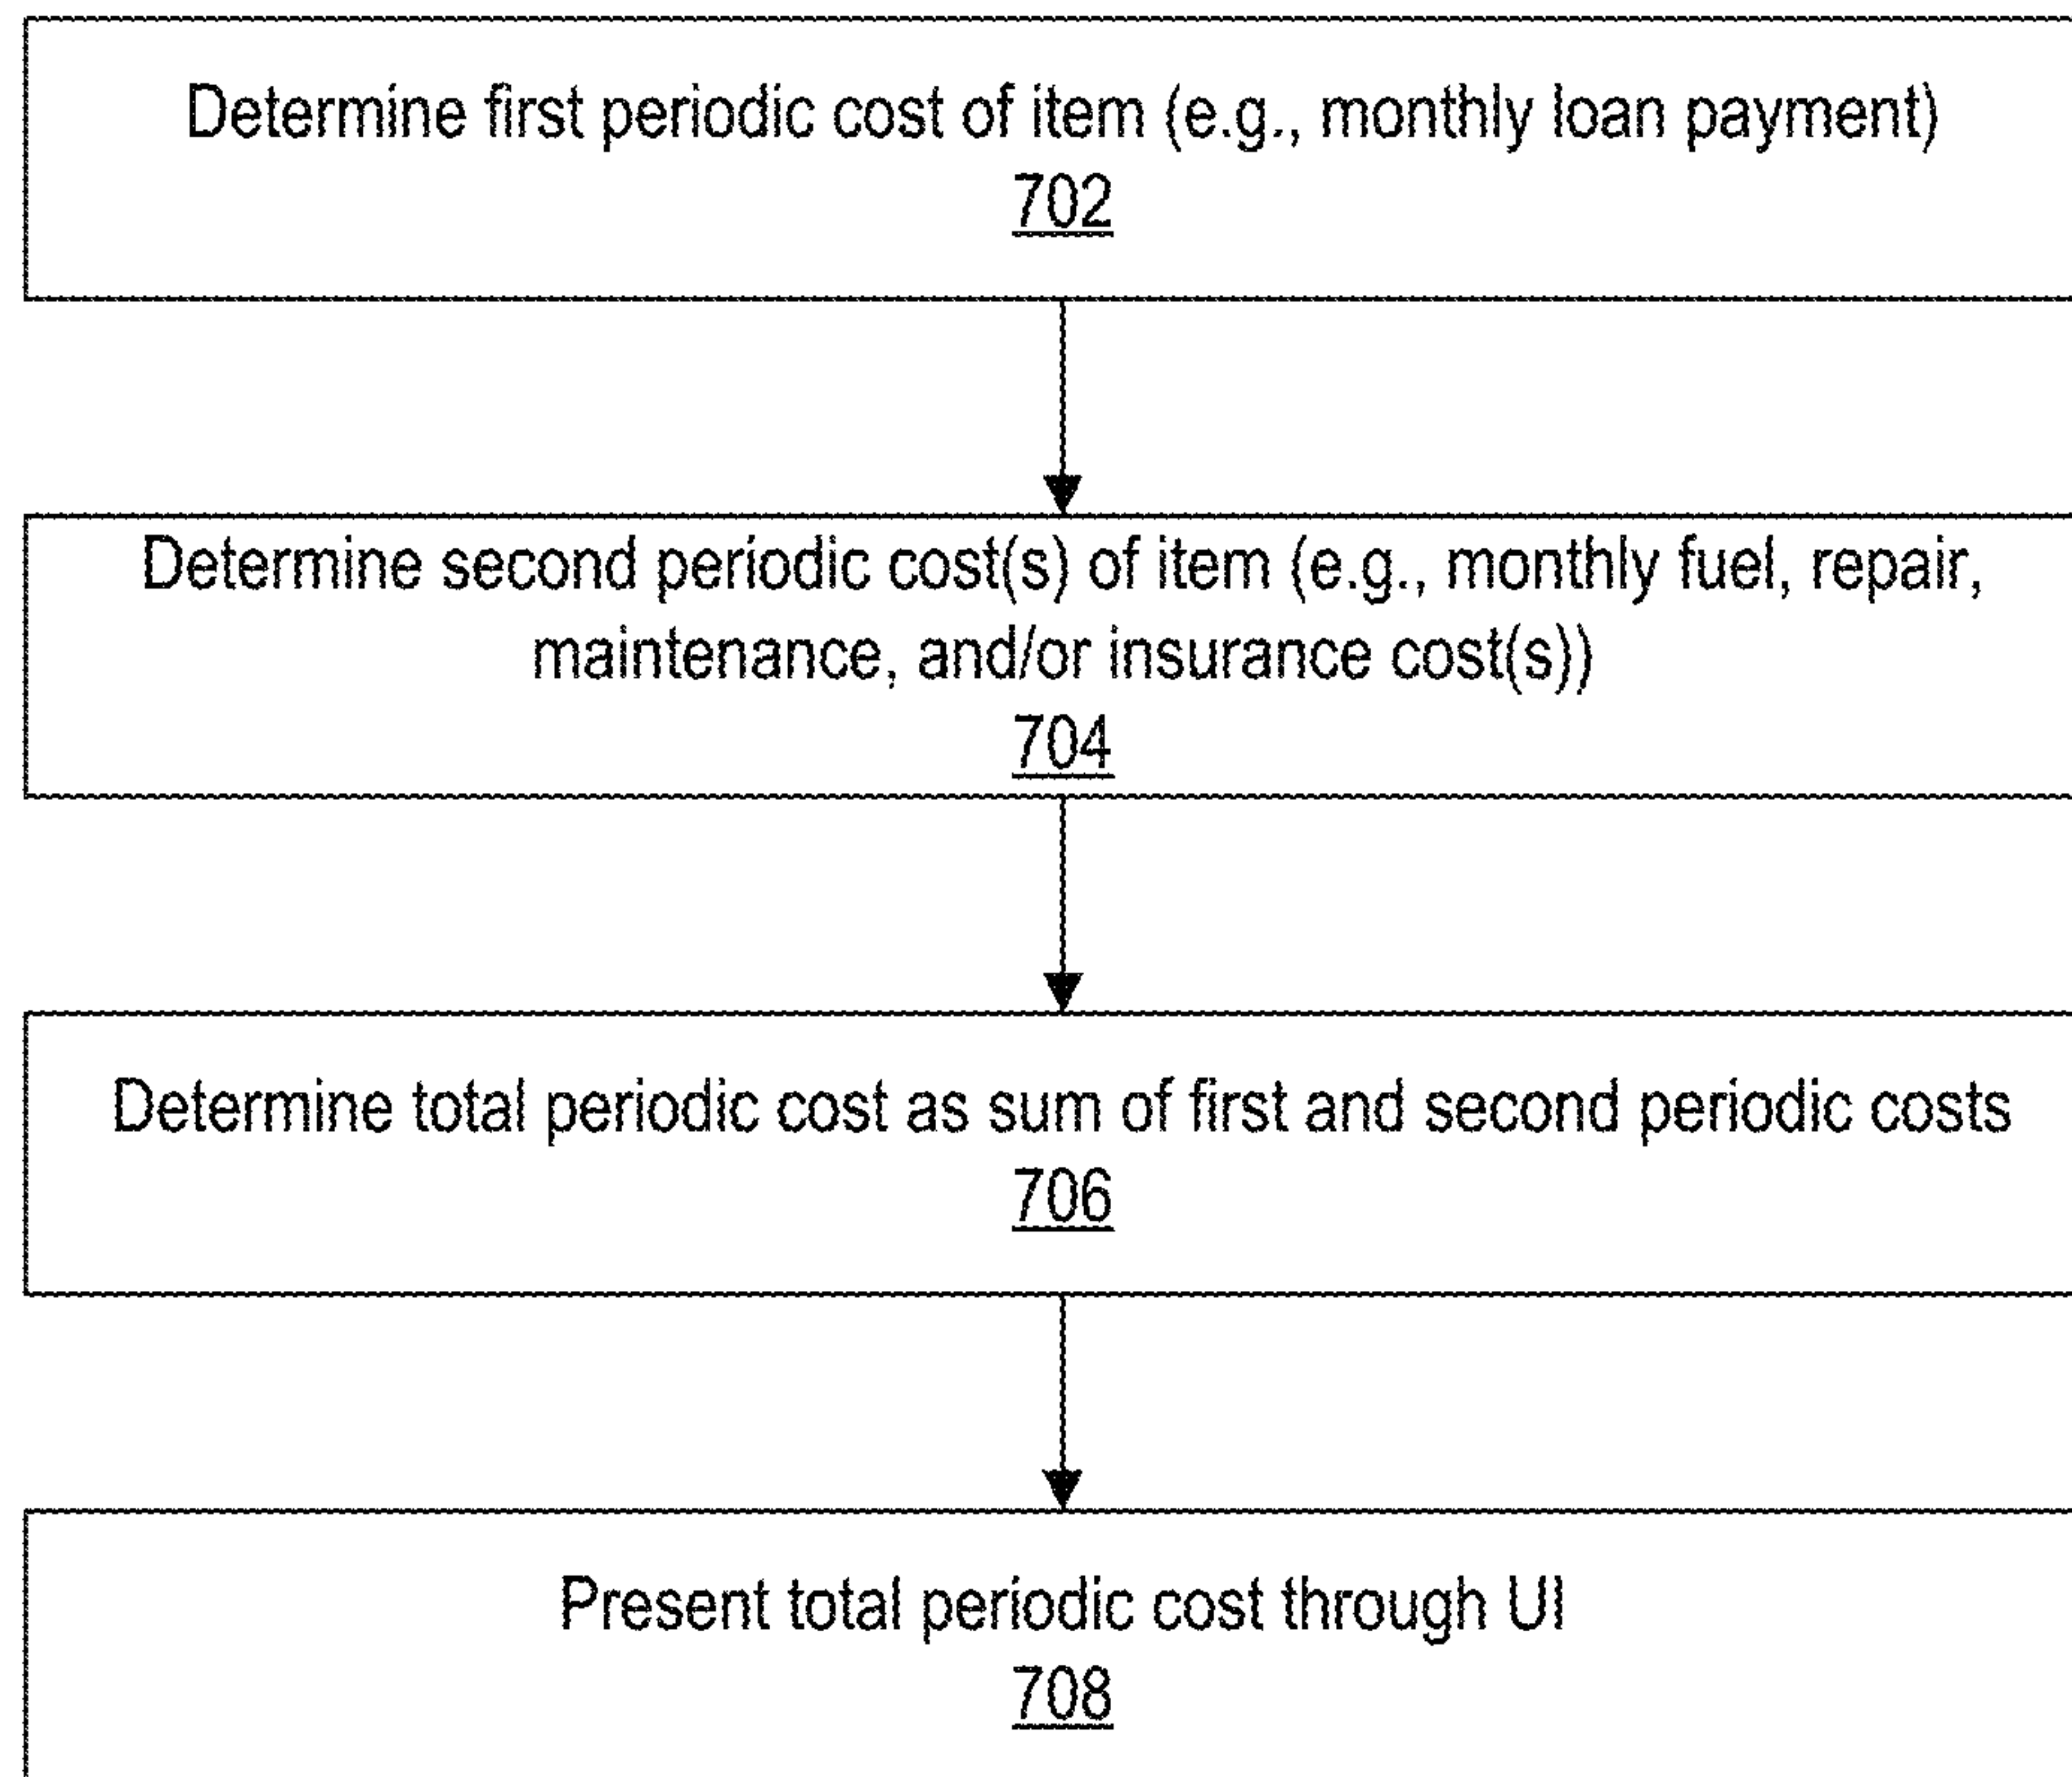 Determine first periodic cost of item (e.g., monthly loan payment)
702
Determine second periodic cost(s) of item (e.g., monthly fuel, repair,
maintenance, and/or insurance cost(s))
704
Determine total periodic cost as sum of first and second periodic costs
706
Present total periodic cost through UI
708